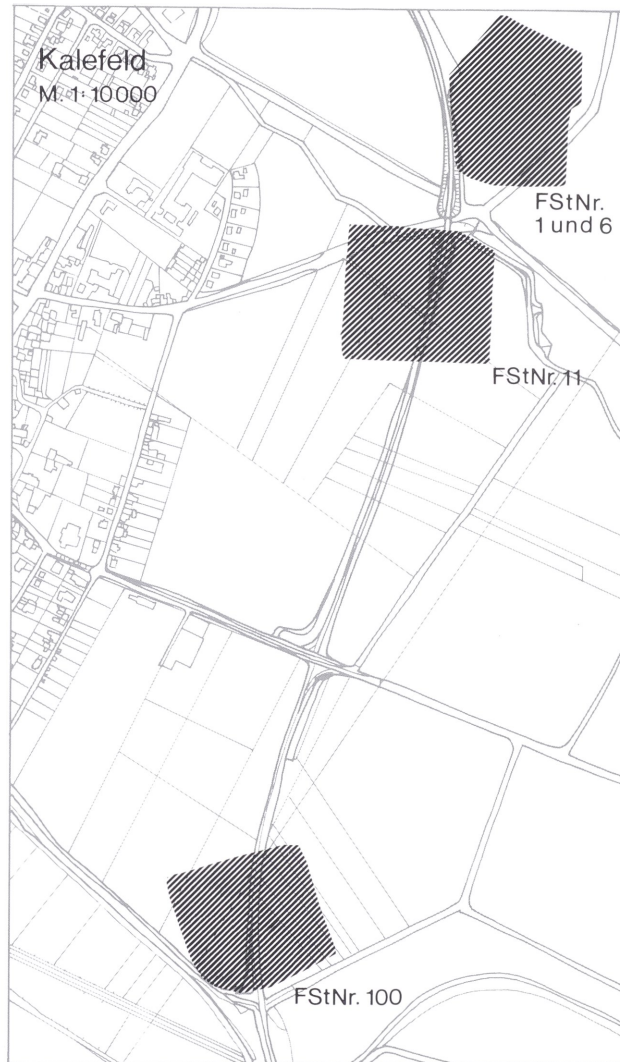 Kalefeld
M. 1:10000
FStNr.
1 und 6
FStNr. 11
FStNr. 100